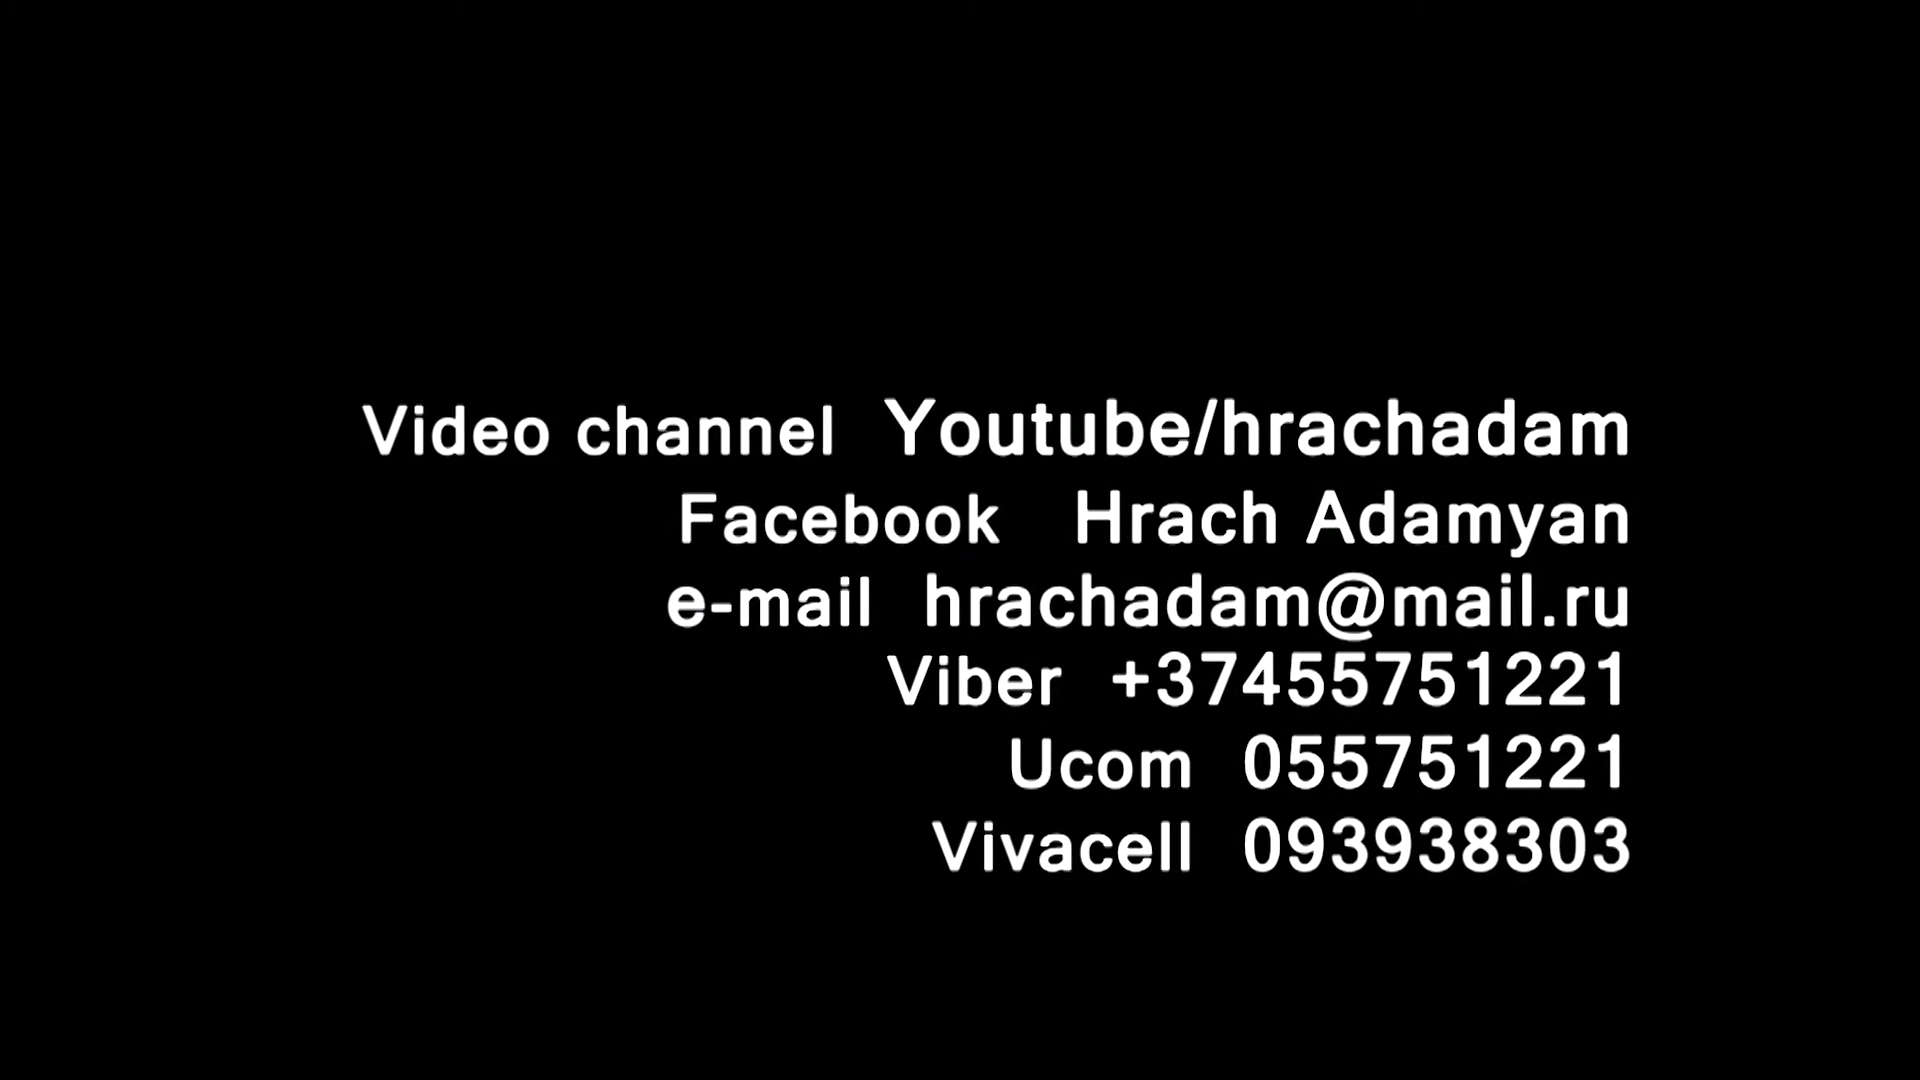 Video channel Youtube/hrachadam
Facebook Hrach Adamyan
e-mail hrachadam@mail.ru
Viber +37455751221
Ucom 055751221
Vivacell 093938303